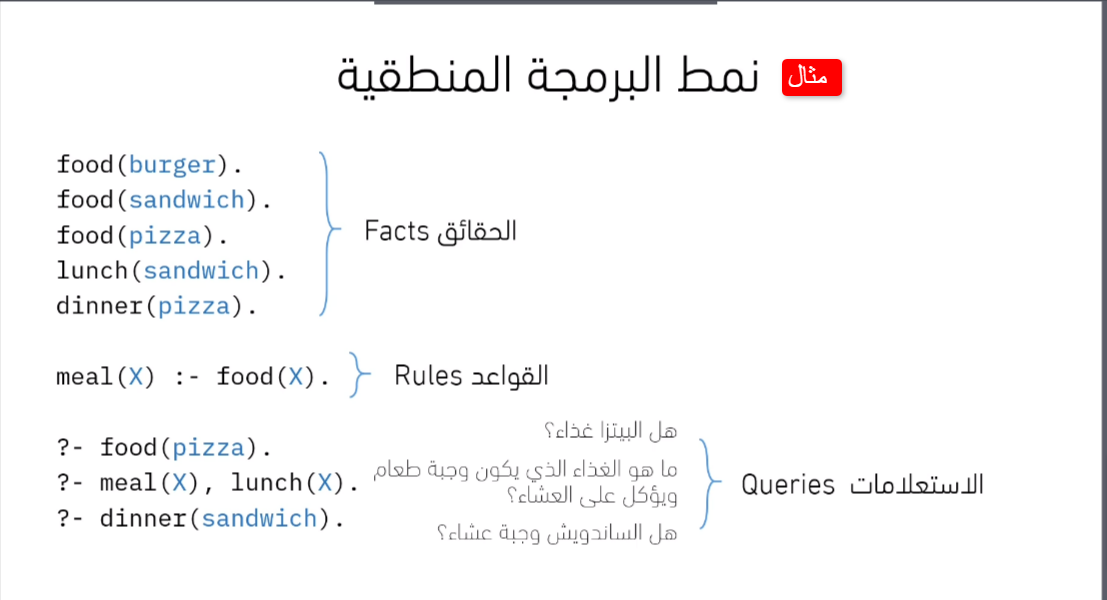 مثال نمط البرمجة المنطقية
food(burger).
food(sandwich).
food(pizza).
lunch(sandwich).
dinner(pizza).
الحقائق Facts
meal(X) :- food(X).
القواعد Rules
?- food(pizza).
?- meal(X), lunch(X).
?- dinner(sandwich).
هل البيتزا غذاء؟
ما هو الغذاء الذي يكون وجبة طعام
ويؤكل على العشاء؟
هل الساندويش وجبة عشاء؟
الاستعلامات Queries